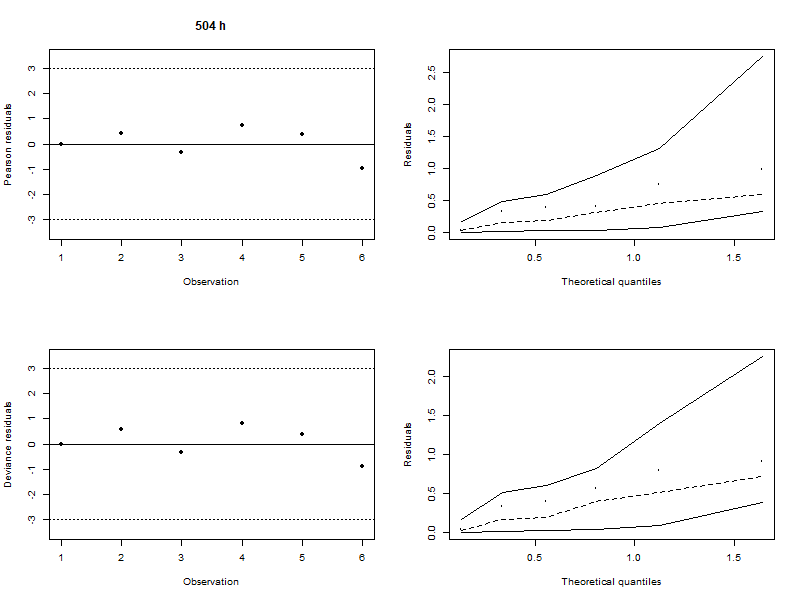 504 h
Pearson residuals
3
2
1
0
-1
-2
-3
1 2 3 4 5 6
Observation
Residuals
2.5
2.0
1.5
1.0
0.5
0.0
0.5 1.0 1.5
Theoretical quantiles
Deviance residuals
3
2
1
0
-1
-2
-3
1 2 3 4 5 6
Observation
Residuals
2.0
1.5
1.0
0.5
0.0
0.5 1.0 1.5
Theoretical quantiles